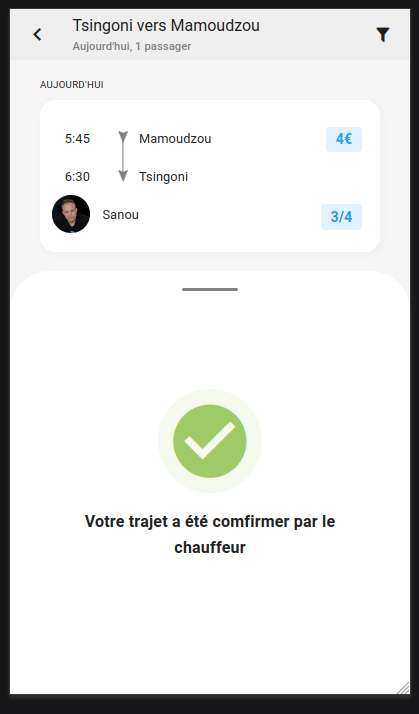 Tsingoni vers Mamoudzou
Aujourd'hui, 1 passager
AUJOURD'HUI
5:45 Mamoudzou 4€
6:30 Tsingoni
Sanou 3/4
Votre trajet a été comfirmer par le
chauffeur